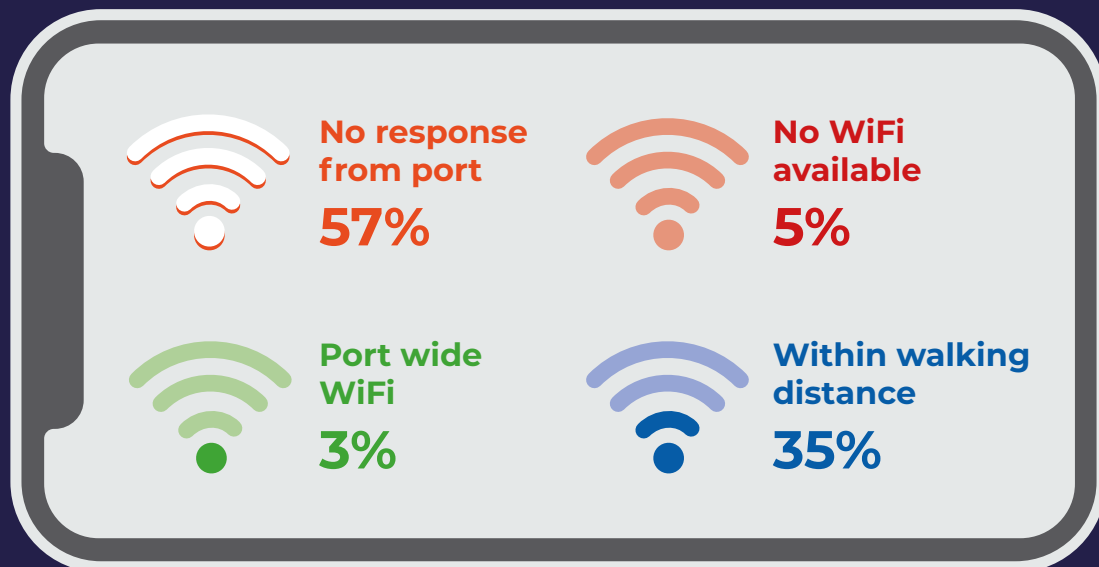 No response
from port
57%
No WiFi
available
5%
Port wide
WiFi
3%
Within walking
distance
35%